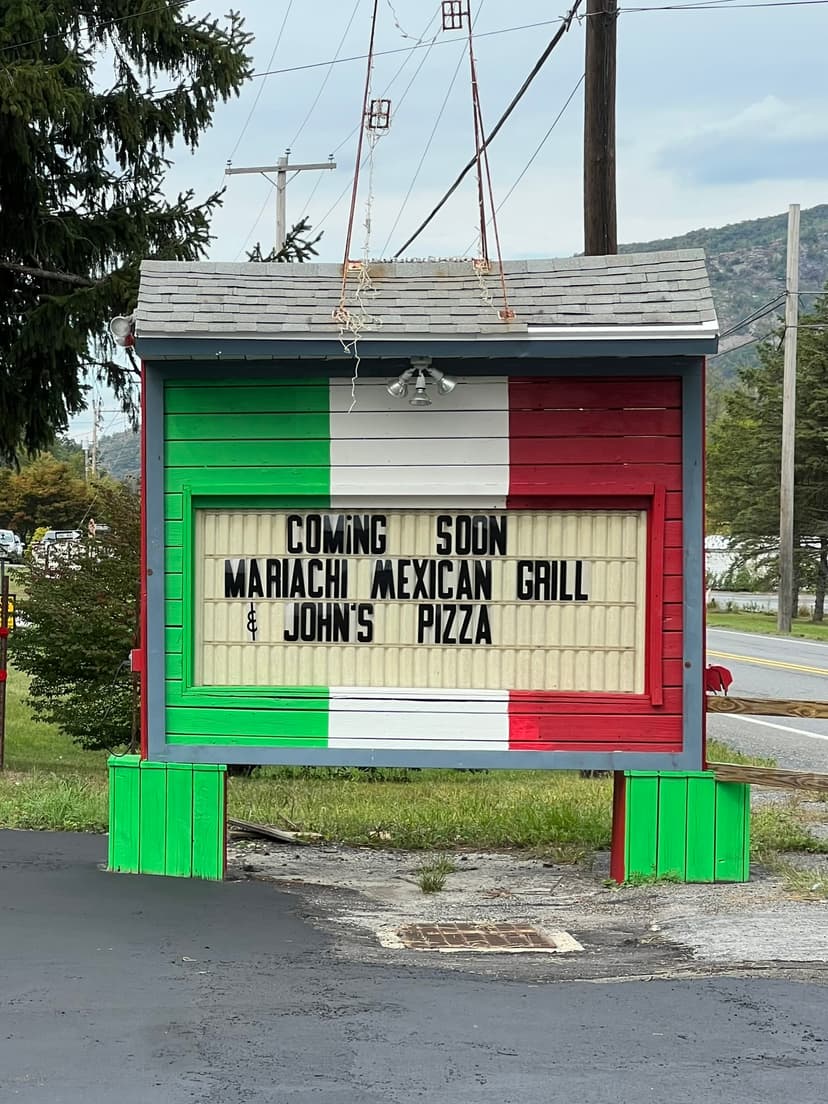 COMiNG SOON
MARIACHI MEXICAN GRILL
& JOHN'S PIZZA